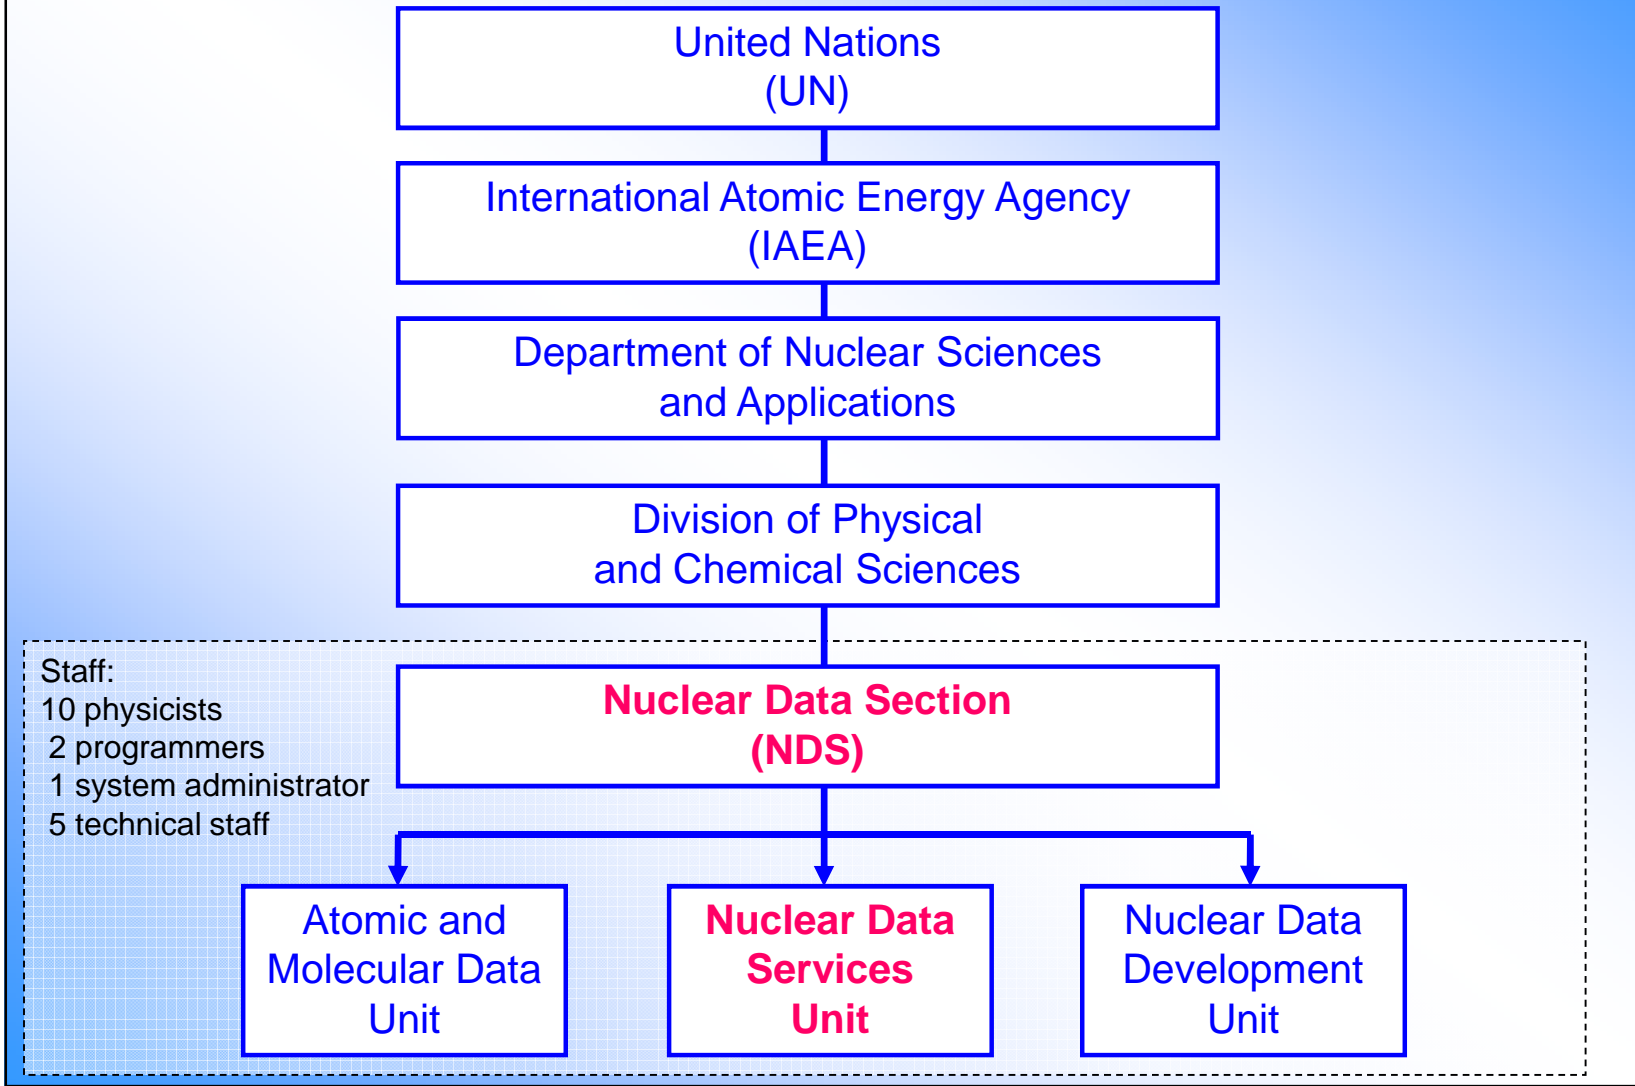 United Nations
(UN)
International Atomic Energy Agency
(IAEA)
Department of Nuclear Sciences
and Applications
Division of Physical
and Chemical Sciences
Staff:
10 physicists
2 programmers
1 system administrator
5 technical staff
Nuclear Data Section
(NDS)
Atomic and
Molecular Data
Unit
Nuclear Data
Services
Unit
Nuclear Data
Development
Unit